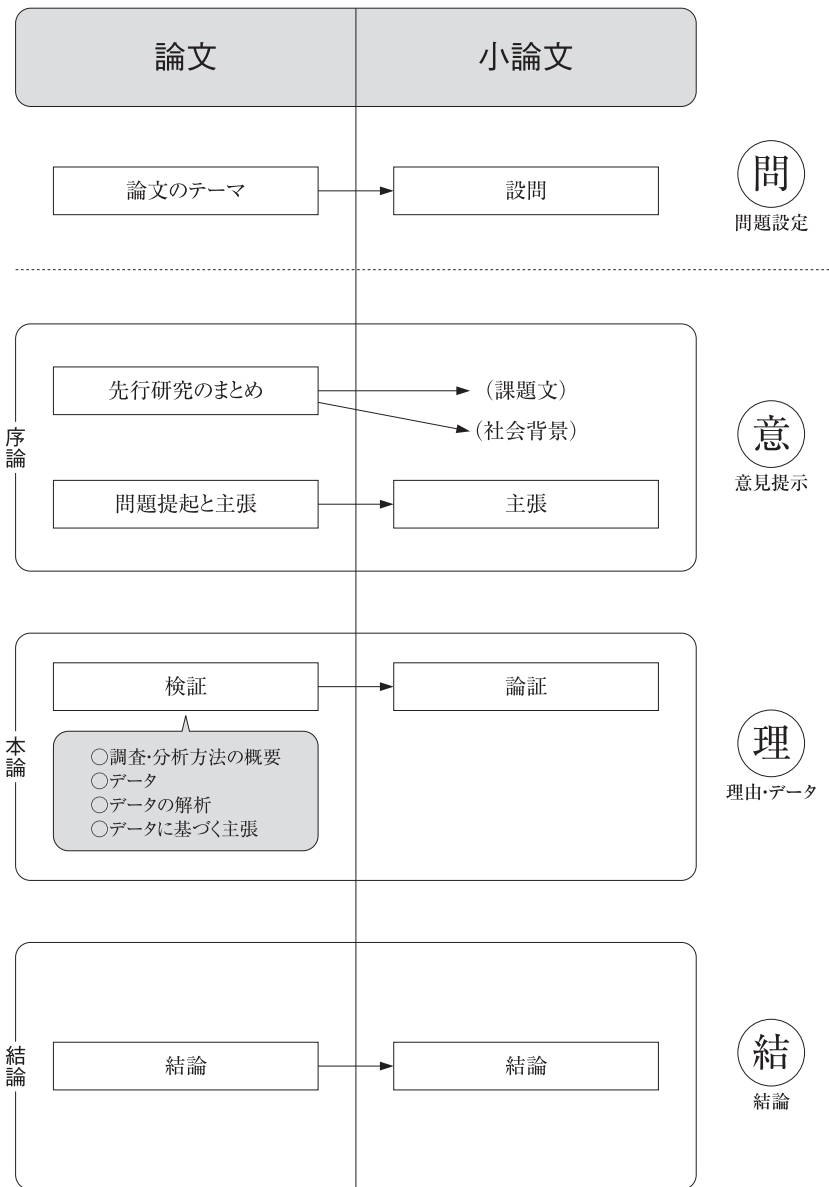 論文
小論文
論文のテーマ
設問
問
問題設定
序論
先行研究のまとめ
（課題文）
（社会背景）
問題提起と主張
主張
意
意見提示
本論
検証
論証
○調査・分析方法の概要
○データ
○データの解析
○データに基づく主張
理
理由・データ
結論
結論
結論
結
結論